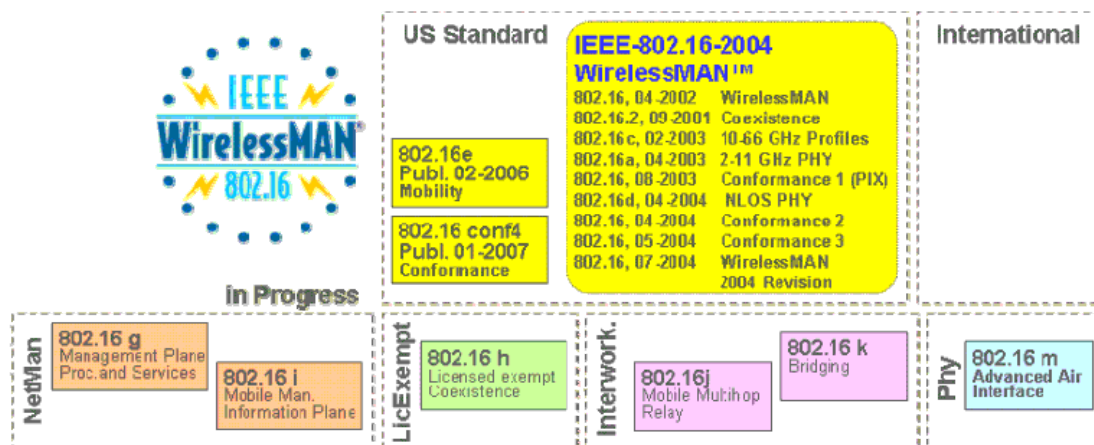 IEEE
WirelessMAN®
802.16
US Standard
IEEE-802.16-2004
WirelessMAN™
802.16, 04-2002 WirelessMAN
802.16.2, 09-2001 Coexistence
802.16c, 02-2003 10-66 GHz Profiles
802.16a, 04-2003 2-11 GHz PHY
802.16, 08-2003 Conformance 1 (PIX)
802.16d, 04-2004 NLOS PHY
802.16, 04-2004 Conformance 2
802.16, 05-2004 Conformance 3
802.16, 07-2004 WirelessMAN
2004 Revision
802.16e
Publ. 02-2006
Mobility
802.16 conf4
Publ. 01-2007
Conformance
International
in Progress
NetMan
802.16 g
Management Plane
Proc.and Services
802.16 i
Mobile Man.
Information Plane
LicExempt
802.16 h
Licensed exempt
Coexistence
Interwork.
802.16j
Mobile Multihop
Relay
802.16 k
Bridging
Phy
802.16 m
Advanced Air
Interface